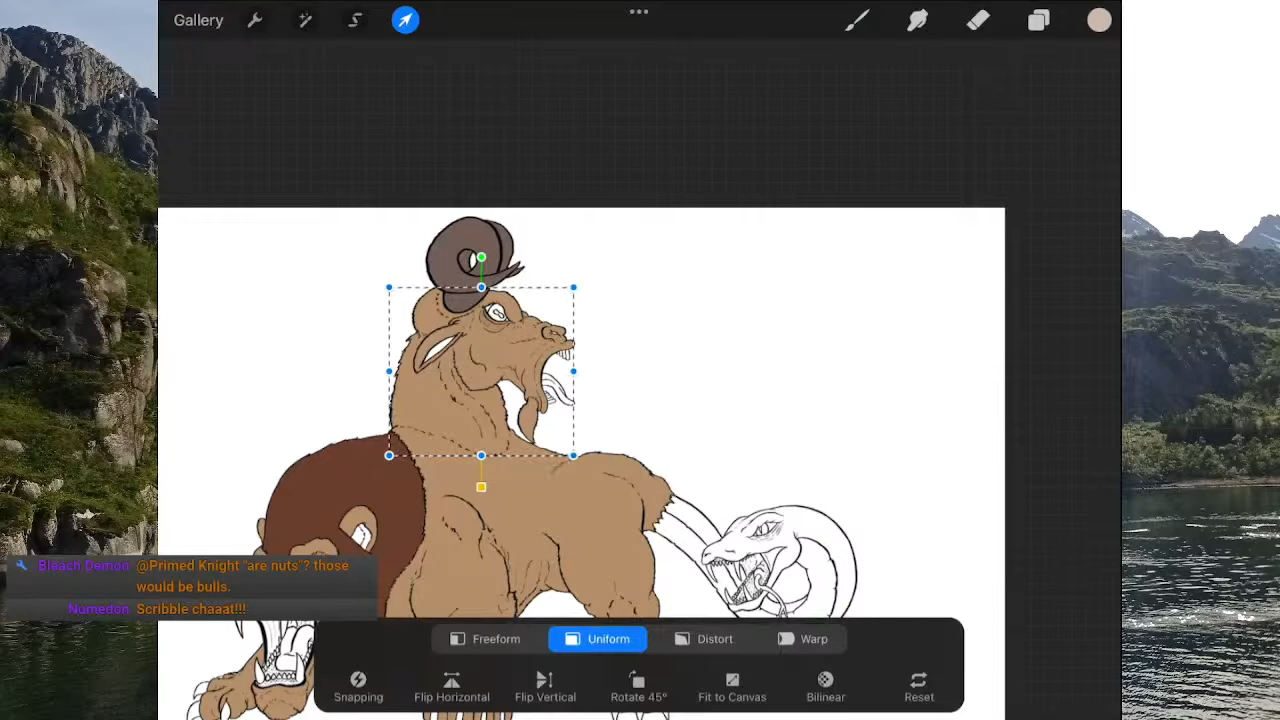 Gallery
Bleach Demon @Primed Knight "are nuts"? those
would be bulls.
Numedon Scribble chaaat!!!
Freeform Uniform Distort Warp
Snapping Flip Horizontal Flip Vertical Rotate 45° Fit to Canvas Bilinear Reset